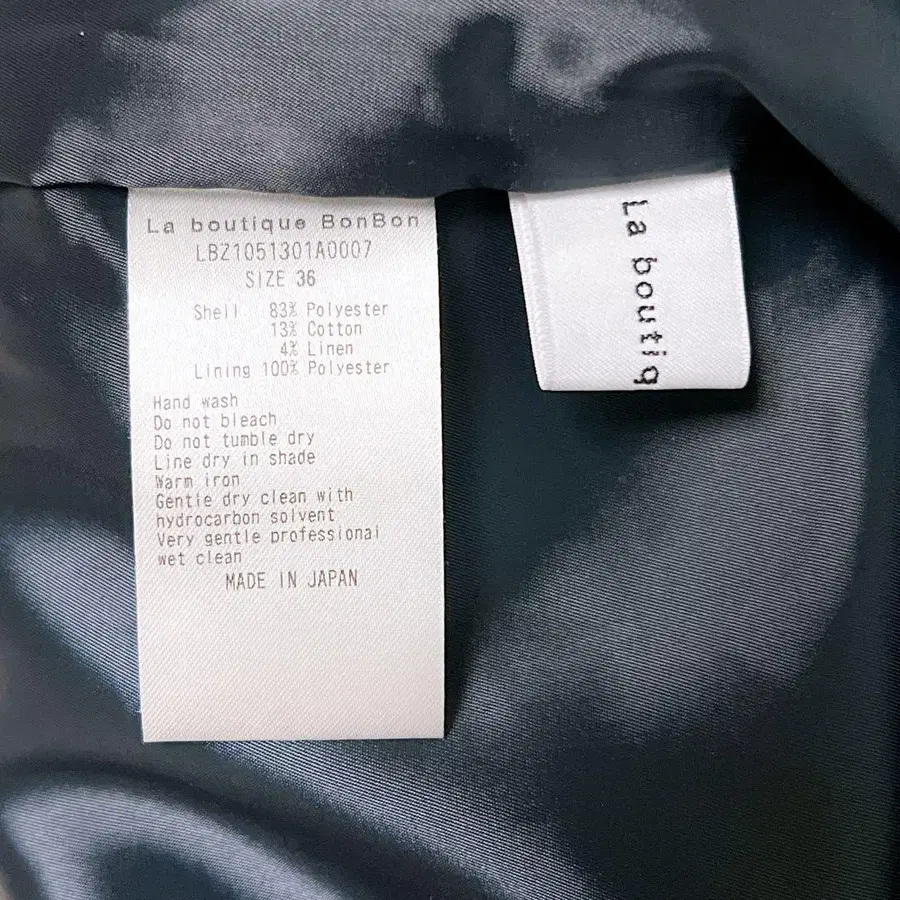 La boutique BonBon
LBZ1051301A0007
SIZE 36
Shell 83% Polyester
13% Cotton
4% Linen
Lining 100% Polyester
Hand wash
Do not bleach
Do not tumble dry
Line dry in shade
Warm iron
Gentle dry clean with
hydrocarbon solvent
Very gentle professional
wet clean
MADE IN JAPAN
La boutiq